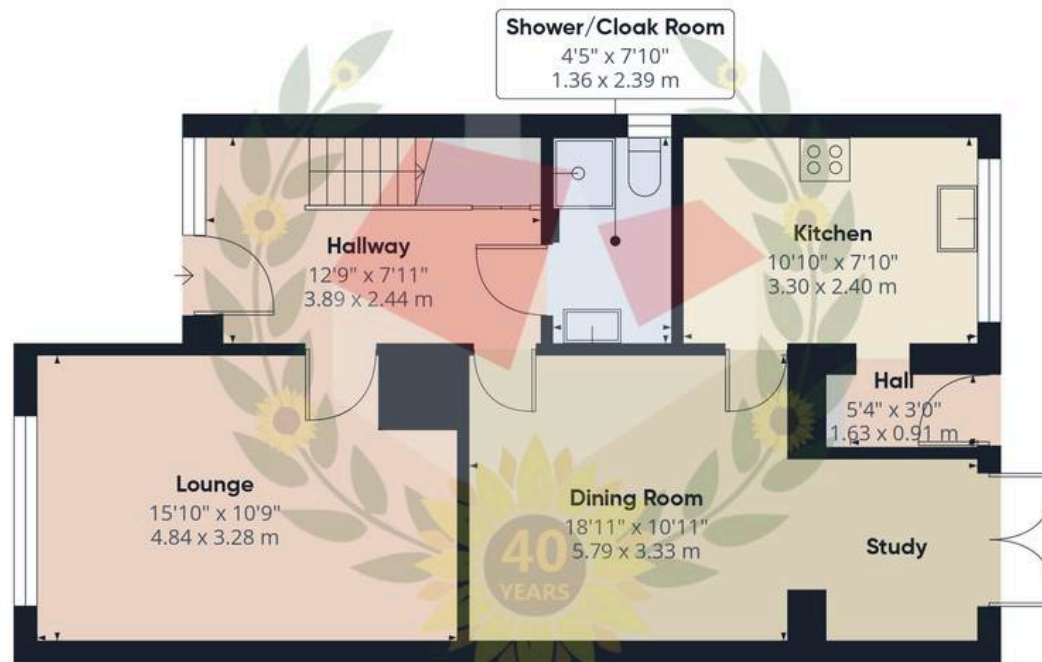 Shower/Cloak Room
4'5" x 7'10"
1.36 x 2.39 m
Hallway
12'9" x 7'11"
3.89 x 2.44 m
Kitchen
10'10" x 7'10"
3.30 x 2.40 m
Hall
5'4" x 3'0"
1.63 x 0.91 m
Lounge
15'10" x 10'9"
4.84 x 3.28 m
Dining Room
18'11" x 10'11"
5.79 x 3.33 m
Study
40
YEARS